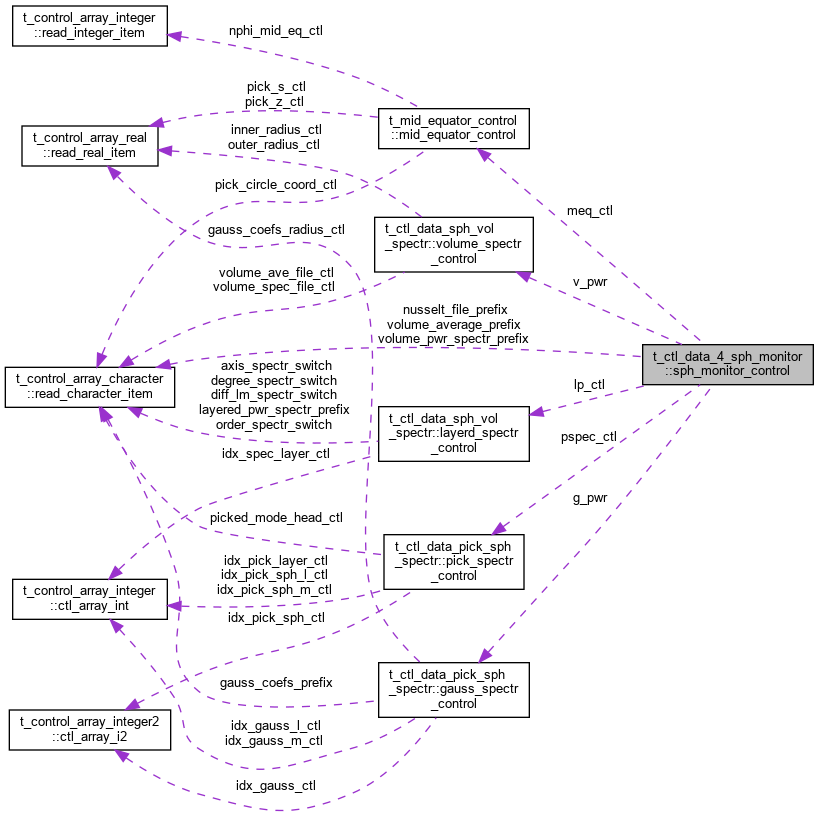 t_control_array_integer
::read_integer_item
nphi_mid_eq_ctl
pick_s_ctl
pick_z_ctl
t_mid_equator_control
::mid_equator_control
t_control_array_real
::read_real_item
inner_radius_ctl
outer_radius_ctl
pick_circle_coord_ctl
meq_ctl
gauss_coefs_radius_ctl
t_ctl_data_sph_vol
_spectr::volume_spectr
_control
volume_ave_file_ctl
volume_spec_file_ctl
v_pwr
nusselt_file_prefix
volume_average_prefix
volume_pwr_spectr_prefix
t_ctl_data_4_sph_monitor
::sph_monitor_control
t_control_array_character
::read_character_item
axis_spectr_switch
degree_spectr_switch
diff_lm_spectr_switch
layered_pwr_spectr_prefix
order_spectr_switch
lp_ctl
t_ctl_data_sph_vol
_spectr::layerd_spectr
_control
pspec_ctl
idx_spec_layer_ctl
g_pwr
picked_mode_head_ctl
t_ctl_data_pick_sph
_spectr::pick_spectr
_control
idx_pick_layer_ctl
idx_pick_sph_l_ctl
idx_pick_sph_m_ctl
t_control_array_integer
::ctl_array_int
idx_pick_sph_ctl
t_ctl_data_pick_sph
_spectr::gauss_spectr
_control
gauss_coefs_prefix
t_control_array_integer2
::ctl_array_i2
idx_gauss_l_ctl
idx_gauss_m_ctl
idx_gauss_ctl